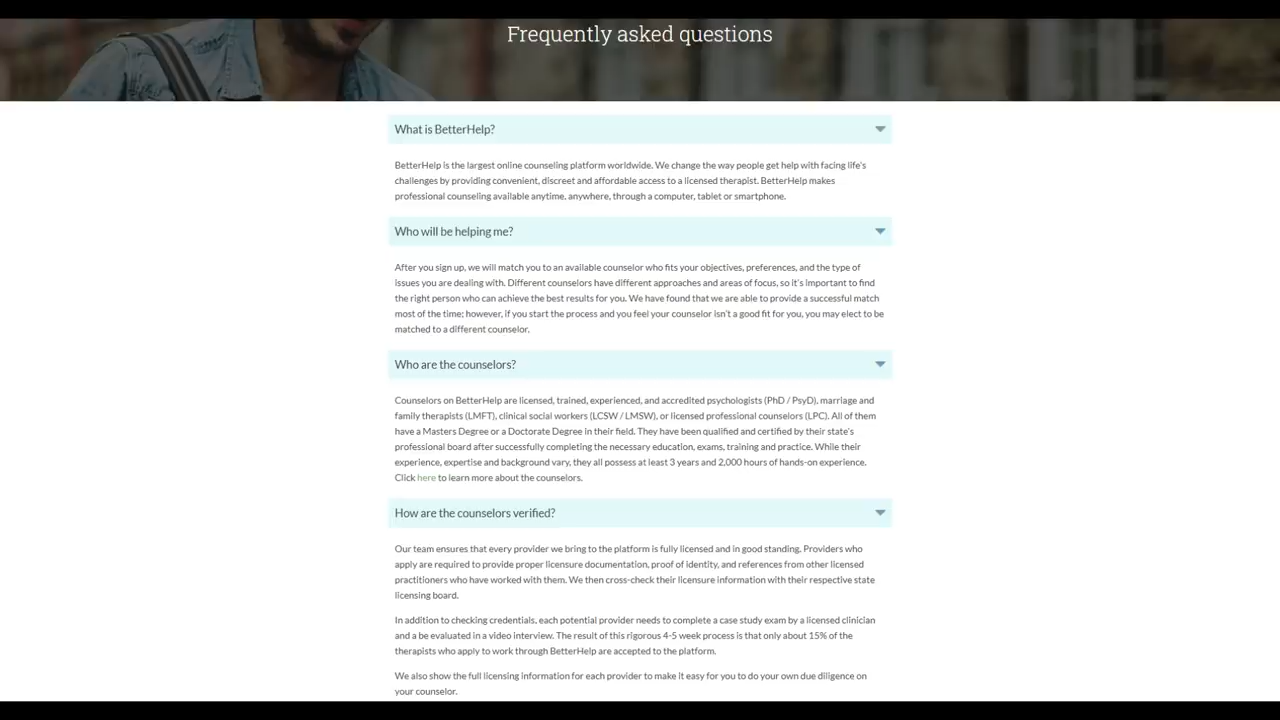 Frequently asked questions
What is BetterHelp?
BetterHelp is the largest online counseling platform worldwide. We change the way people get help with facing life's
challenges by providing convenient, discreet and affordable access to a licensed therapist. BetterHelp makes
professional counseling available anytime, anywhere, through a computer, tablet or smartphone.
Who will be helping me?
After you sign up, we will match you to an available counselor who fits your objectives, preferences, and the type of
issues you are dealing with. Different counselors have different approaches and areas of focus, so it's important to find
the right person who can achieve the best results for you. We have found that we are able to provide a successful match
most of the time; however, if you start the process and you feel your counselor isn't a good fit for you, you may elect to be
matched to a different counselor.
Who are the counselors?
Counselors on BetterHelp are licensed, trained, experienced, and accredited psychologists (PhD / PsyD), marriage and
family therapists (LMFT), clinical social workers (LCSW / LMSW), or licensed professional counselors (LPC). All of them
have a Masters Degree or a Doctorate Degree in their field. They have been qualified and certified by their state's
professional board after successfully completing the necessary education, exams, training and practice. While their
experience, expertise and background vary, they all possess at least 3 years and 2,000 hours of hands-on experience.
Click here to learn more about the counselors.
How are the counselors verified?
Our team ensures that every provider we bring to the platform is fully licensed and in good standing. Providers who
apply are required to provide proper licensure documentation, proof of identity, and references from other licensed
practitioners who have worked with them. We then cross-check their licensure information with their respective state
licensing board.
In addition to checking credentials, each potential provider needs to complete a case study exam by a licensed clinician
and a be evaluated in a video interview. The result of this rigorous 4-5 week process is that only about 15% of the
therapists who apply to work through BetterHelp are accepted to the platform.
We also show the full licensing information for each provider to make it easy for you to do your own due diligence on
your counselor.